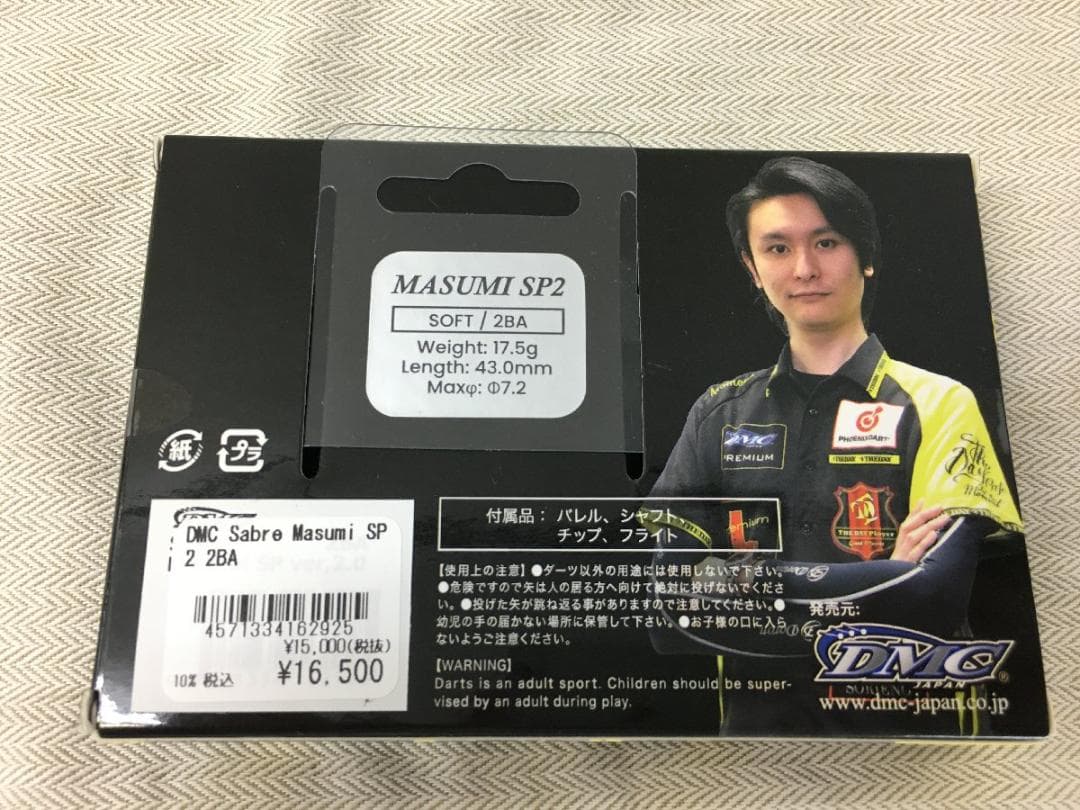 MASUMI SP2
SOFT / 2BA
Weight: 17.5g
Length: 43.0mm
Maxφ: Φ7.2
紙
プラ
DMC Sabre Masumi SP
2 2BA
4571334162925
¥15,000(税抜)
10% 税込 ¥16,500
付属品： バレル、シャフト、
チップ、フライト
【使用上の注意】●ダーツ以外の用途には使用しないで下さい。
●危険ですので矢は人の居る方へ向けて絶対に投げないでくださ
い。●投げた矢が跳ね返る事がありますので注意してください。●
幼児の手の届かない場所に保管して下さい。●お子様の口に入ら
ないようご注意ください。
【WARNING】
Darts is an adult sport. Children should be super-
vised by an adult during play.
DMC
PREMIUM
PHOENIXDARTS
THE DAY Player
発売元:
DMC
JAPAN
®
www.dmc-japan.co.jp